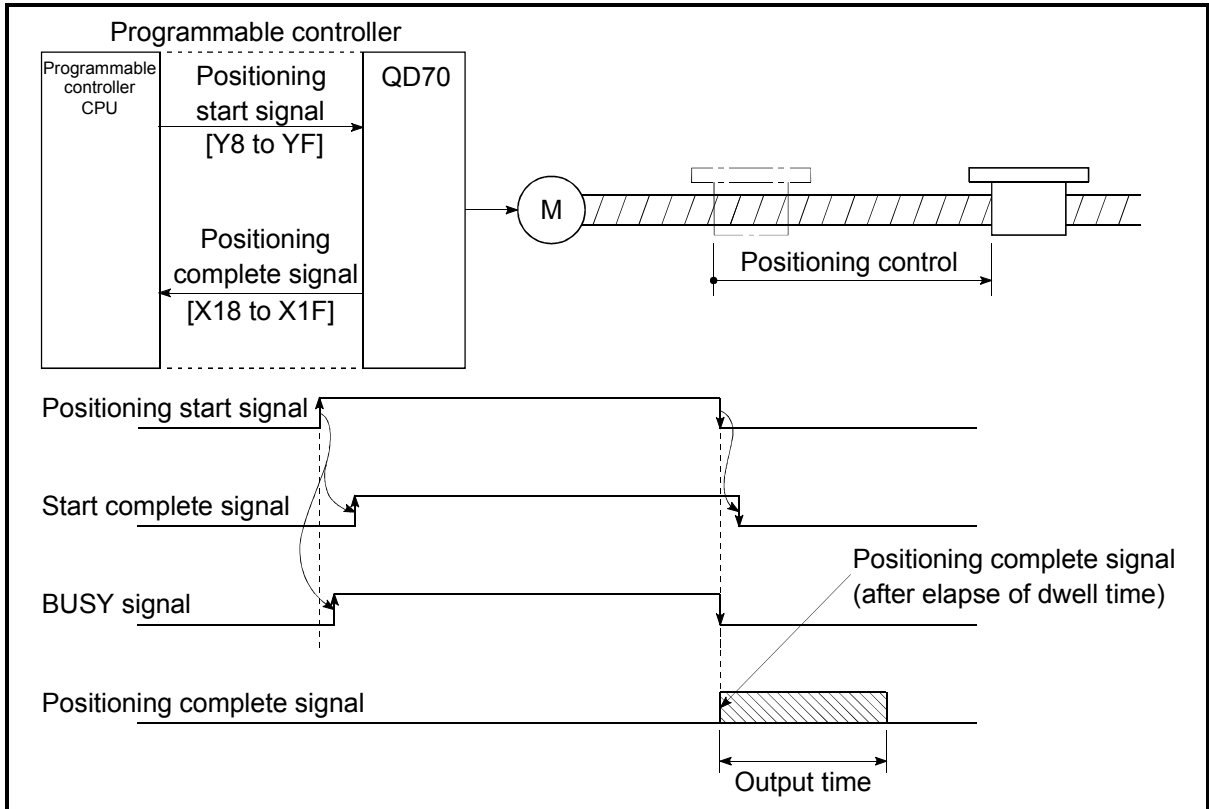 Programmable controller
Programmable
controller
CPU
Positioning
start signal
[Y8 to YF]
QD70
Positioning
complete signal
[X18 to X1F]
M
Positioning control
Positioning start signal
Start complete signal
BUSY signal
Positioning complete signal
(after elapse of dwell time)
Positioning complete signal
Output time